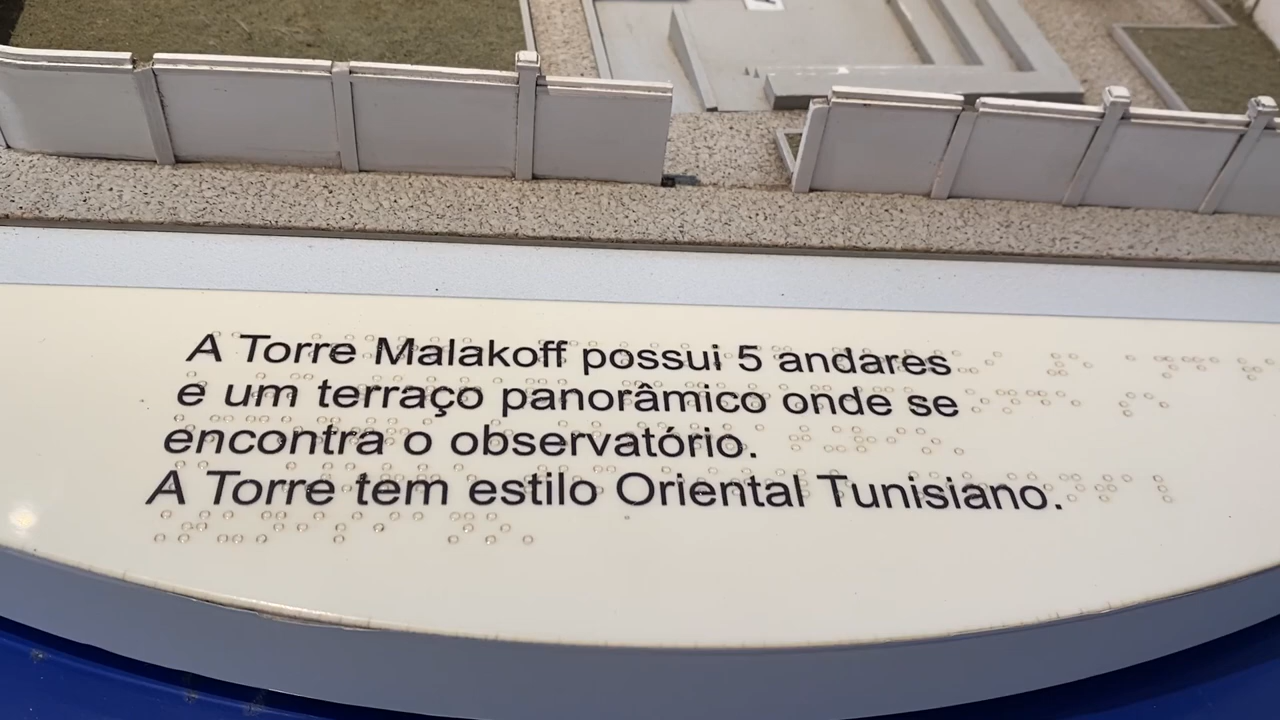 A Torre Malakoff possui 5 andares
e um terraço panorâmico onde se
encontra o observatório.
A Torre tem estilo Oriental Tunisiano.